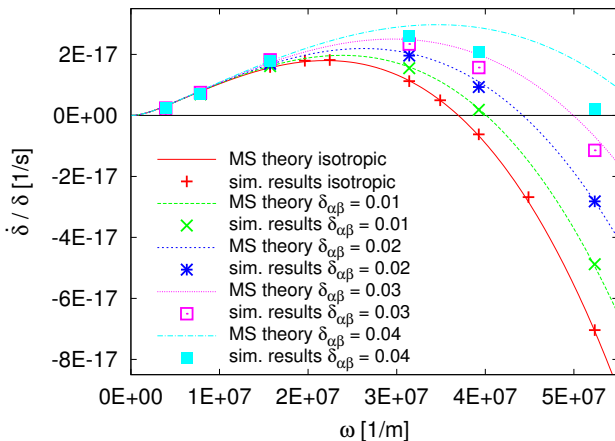 2E-17
0E+00
-2E-17
-4E-17
-6E-17
-8E-17
δ̇ / δ [1/s]
MS theory isotropic
sim. results isotropic
MS theory δαβ = 0.01
sim. results δαβ = 0.01
MS theory δαβ = 0.02
sim. results δαβ = 0.02
MS theory δαβ = 0.03
sim. results δαβ = 0.03
MS theory δαβ = 0.04
sim. results δαβ = 0.04
0E+00 1E+07 2E+07 3E+07 4E+07 5E+07
ω [1/m]